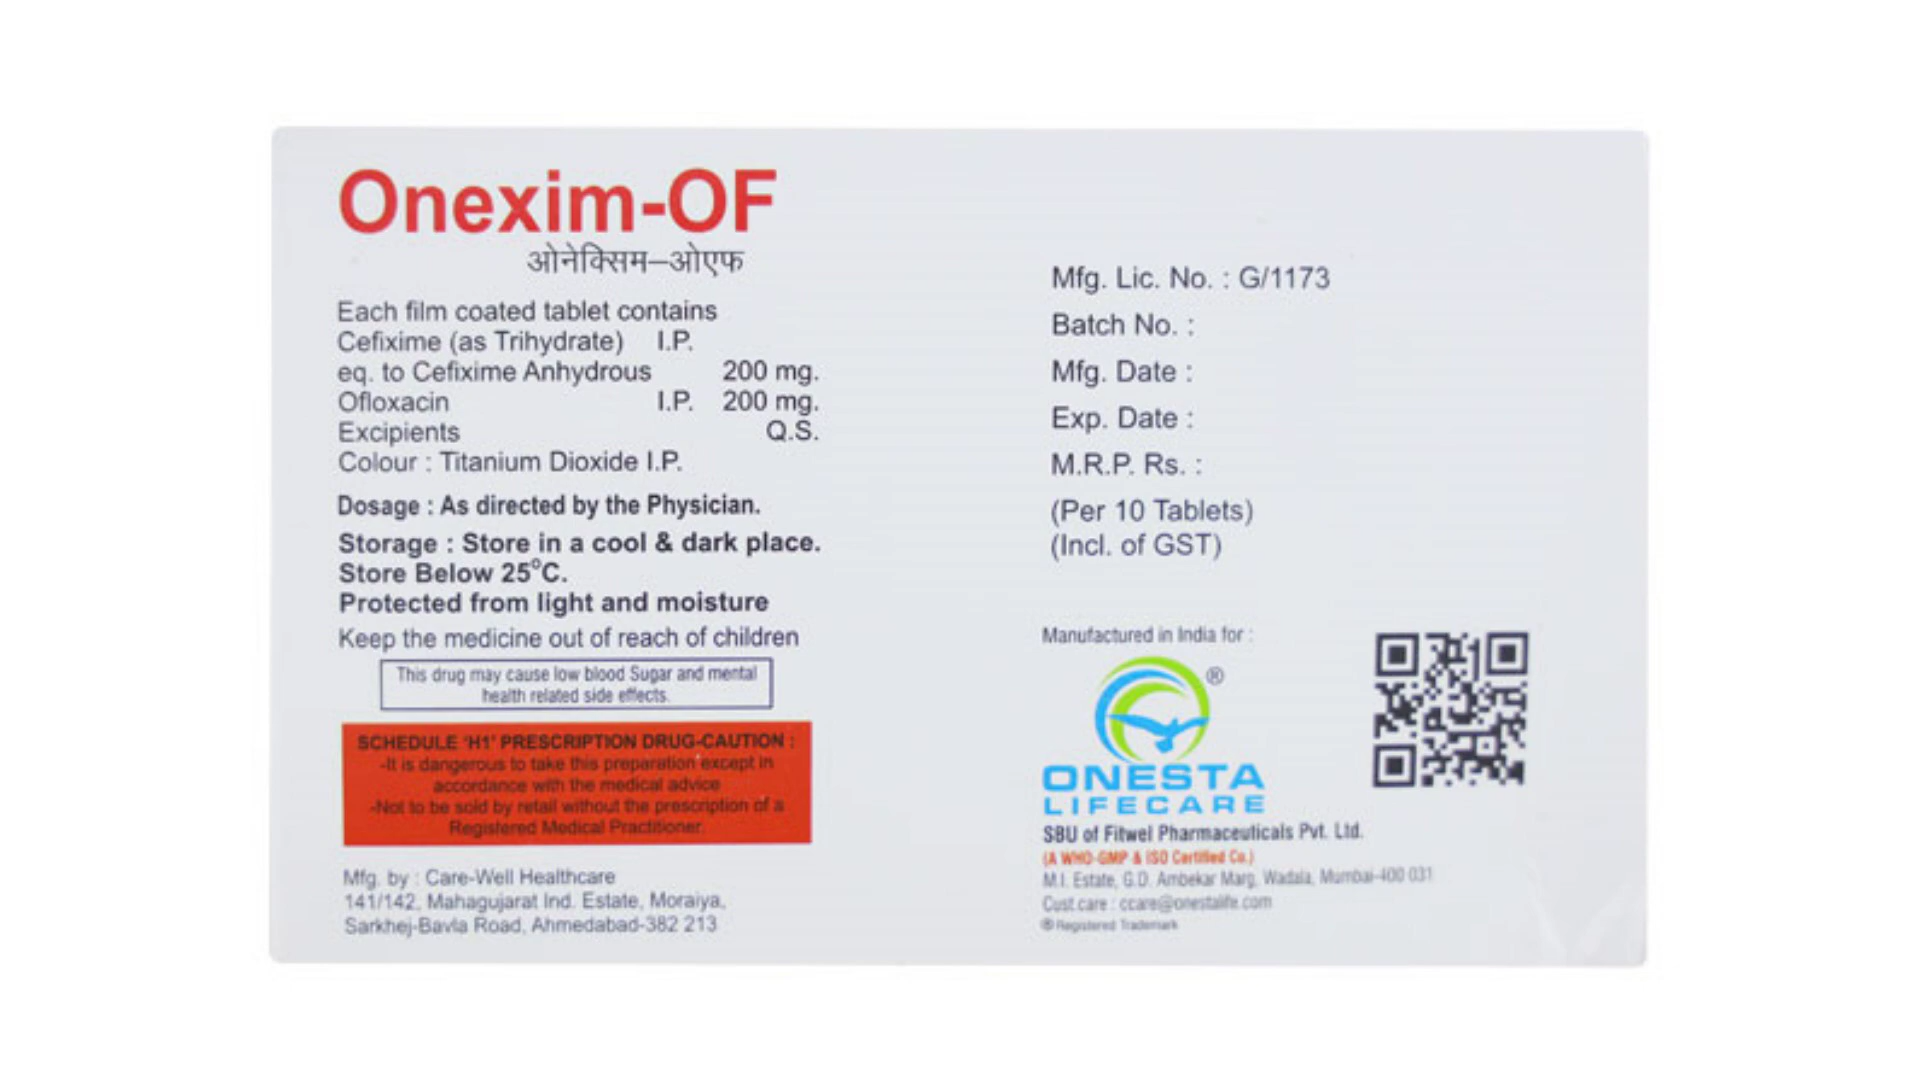 Onexim-OF
ओनेक्सिम–ओएफ
Each film coated tablet contains
Cefixime (as Trihydrate) I.P.
eq. to Cefixime Anhydrous 200 mg.
Ofloxacin I.P. 200 mg.
Excipients Q.S.
Colour : Titanium Dioxide I.P.
Dosage : As directed by the Physician.
Storage : Store in a cool & dark place.
Store Below 25°C.
Protected from light and moisture
Keep the medicine out of reach of children
This drug may cause low blood Sugar and mental
health related side effects.
SCHEDULE 'H1' PRESCRIPTION DRUG-CAUTION :
-It is dangerous to take this preparation except in
accordance with the medical advice
-Not to be sold by retail without the prescription of a
Registered Medical Practitioner.
Mfg. by : Care-Well Healthcare
141/142, Mahagujarat Ind. Estate, Moraiya,
Sarkhej-Bavla Road, Ahmedabad-382 213
Mfg. Lic. No. : G/1173
Batch No. :
Mfg. Date :
Exp. Date :
M.R.P. Rs. :
(Per 10 Tablets)
(Incl. of GST)
Manufactured in India for :
®
ONESTA
LIFECARE
SBU of Fitwel Pharmaceuticals Pvt. Ltd.
(A WHO-GMP & ISO Certified Co.)
M.I. Estate, G.D. Ambekar Marg, Wadala, Mumbai-400 031
Cust.care : ccare@onestalife.com
® Registered Trademark